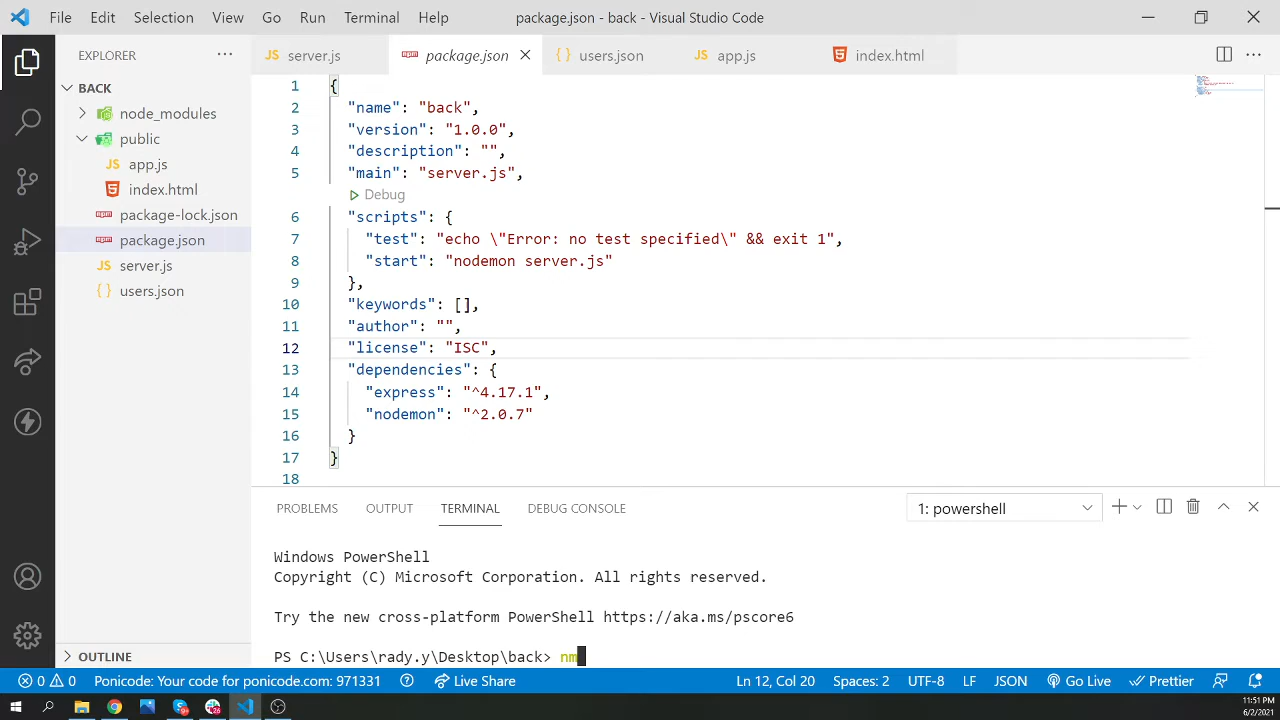 File Edit Selection View Go Run Terminal Help package.json - back - Visual Studio Code
EXPLORER
JS server.js
package.json
{ } users.json
JS app.js
index.html
BACK
node_modules
public
JS app.js
index.html
package-lock.json
package.json
JS server.js
{ } users.json
OUTLINE
1 {
2 "name": "back",
3 "version": "1.0.0",
4 "description": "",
5 "main": "server.js",
Debug
6 "scripts": {
7 "test": "echo \"Error: no test specified\" && exit 1",
8 "start": "nodemon server.js"
9 },
10 "keywords": [],
11 "author": "",
12 "license": "ISC",
13 "dependencies": {
14 "express": "^4.17.1",
15 "nodemon": "^2.0.7"
16 }
17 }
18
PROBLEMS OUTPUT TERMINAL DEBUG CONSOLE 1: powershell
Windows PowerShell
Copyright (C) Microsoft Corporation. All rights reserved.
Try the new cross-platform PowerShell https://aka.ms/pscore6
PS C:\Users\rady.y\Desktop\back> nm
0 0 Ponicode: Your code for ponicode.com: 971331 Live Share Ln 12, Col 20 Spaces: 2 UTF-8 LF JSON Go Live Prettier
11:51 PM
6/2/2021